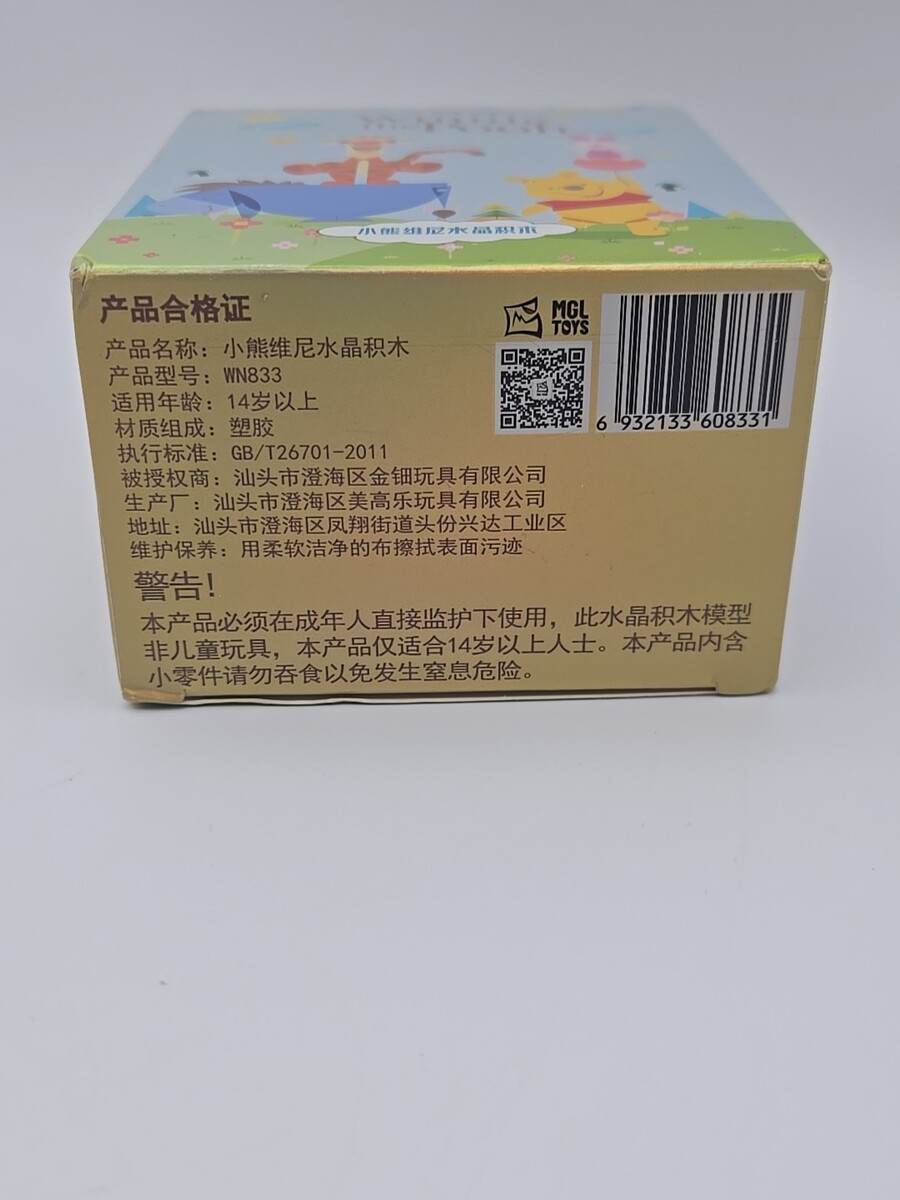 Winnie
the Pooh
小熊维尼水晶积木
产品合格证
MGL
TOYS
产品名称：小熊维尼水晶积木
产品型号：WN833
适用年龄：14岁以上
材质组成：塑胶
执行标准：GB/T26701-2011
被授权商：汕头市澄海区金钿玩具有限公司
生产厂：汕头市澄海区美高乐玩具有限公司
地址：汕头市澄海区凤翔街道头份兴达工业区
维护保养：用柔软洁净的布擦拭表面污迹
6 932133 608331
警告！
本产品必须在成年人直接监护下使用，此水晶积木模型
非儿童玩具，本产品仅适合14岁以上人士。本产品内含
小零件请勿吞食以免发生窒息危险。